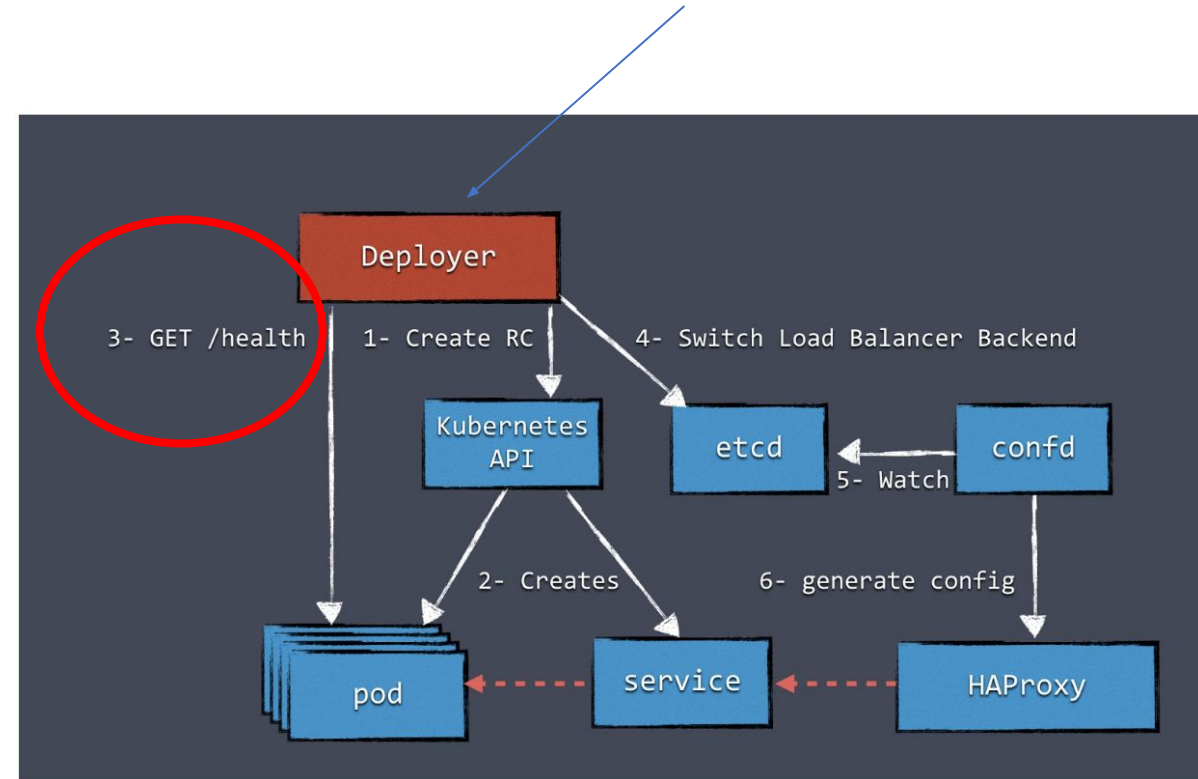 Deployer
3- GET /health
1- Create RC
4- Switch Load Balancer Backend
Kubernetes
API
etcd
confd
5- Watch
2- Creates
6- generate config
pod
service
HAProxy